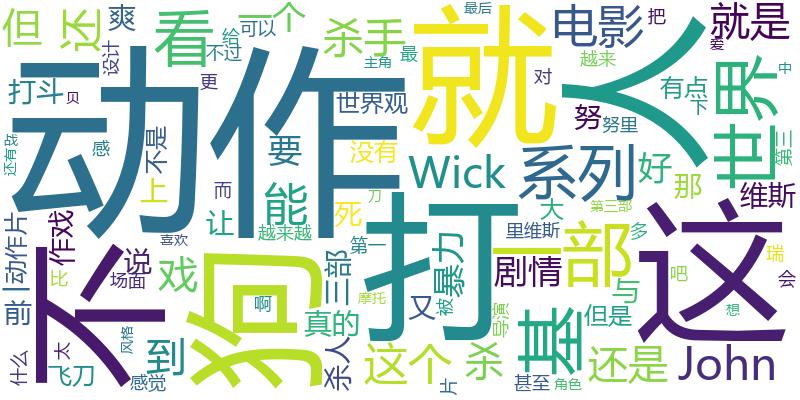 但
还
爽
看
给
可以
一个
杀手
最后
主角
最
电影
把
爱
就是
设计
不过
更
越来
打斗
贝
动作
就
人
世界
中
世界观
对
有点
下
努
努里
第三
还有
感
不是
要
没有
Wick
系列
好
那
维斯
上
而
能
死
刀
大
第三部
让
越来越
第一
里维斯
多
动作片
作戏
不
说
喜欢
狗
打
一部
这
比
戏
三部
暴力
被
剧情
与
瑞
前
场面
啊
摩托
又
导演
基
但是
吧
会
什么
太
风格
到
真的
想
飞刀
感觉
杀人
这个
片
杀
甚至
角色
还是
John